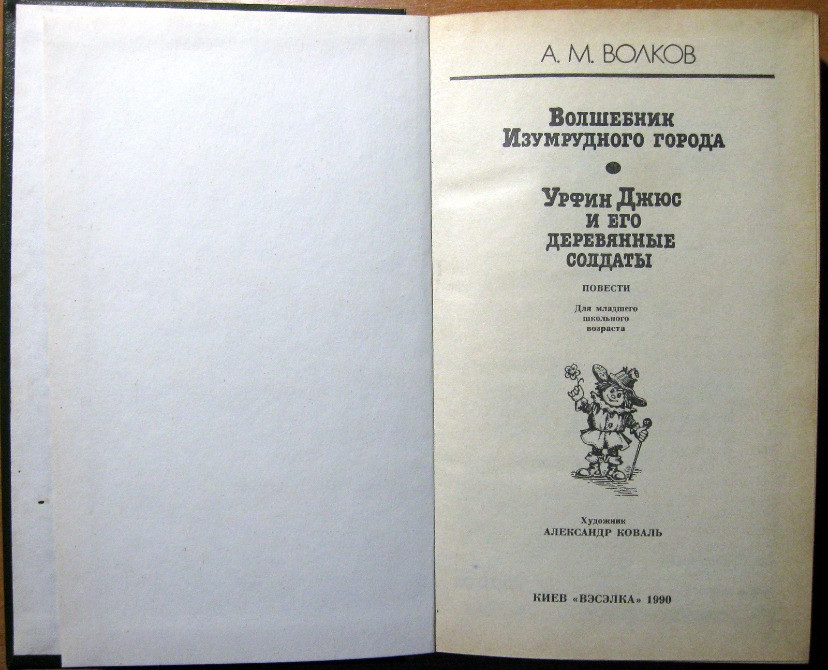 А. М. ВОЛКОВ
ВОЛШЕБНИК
ИЗУМРУДНОГО ГОРОДА
УРФИН ДЖЮС
И ЕГО
ДЕРЕВЯННЫЕ
СОЛДАТЫ
ПОВЕСТИ
Для младшего
школьного
возраста
Художник
АЛЕКСАНДР КОВАЛЬ
КИЕВ «ВЭСЭЛКА» 1990